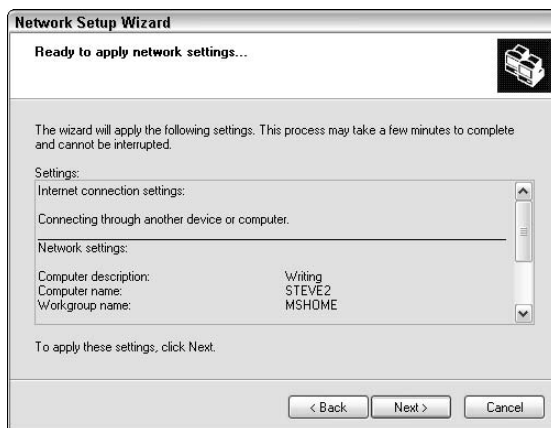 Network Setup Wizard
Ready to apply network settings...
The wizard will apply the following settings. This process may take a few minutes to complete
and cannot be interrupted.
Settings:
Internet connection settings:
Connecting through another device or computer.
Network settings:
Computer description: Writing
Computer name: STEVE2
Workgroup name: MSHOME
To apply these settings, click Next.
< Back Next > Cancel